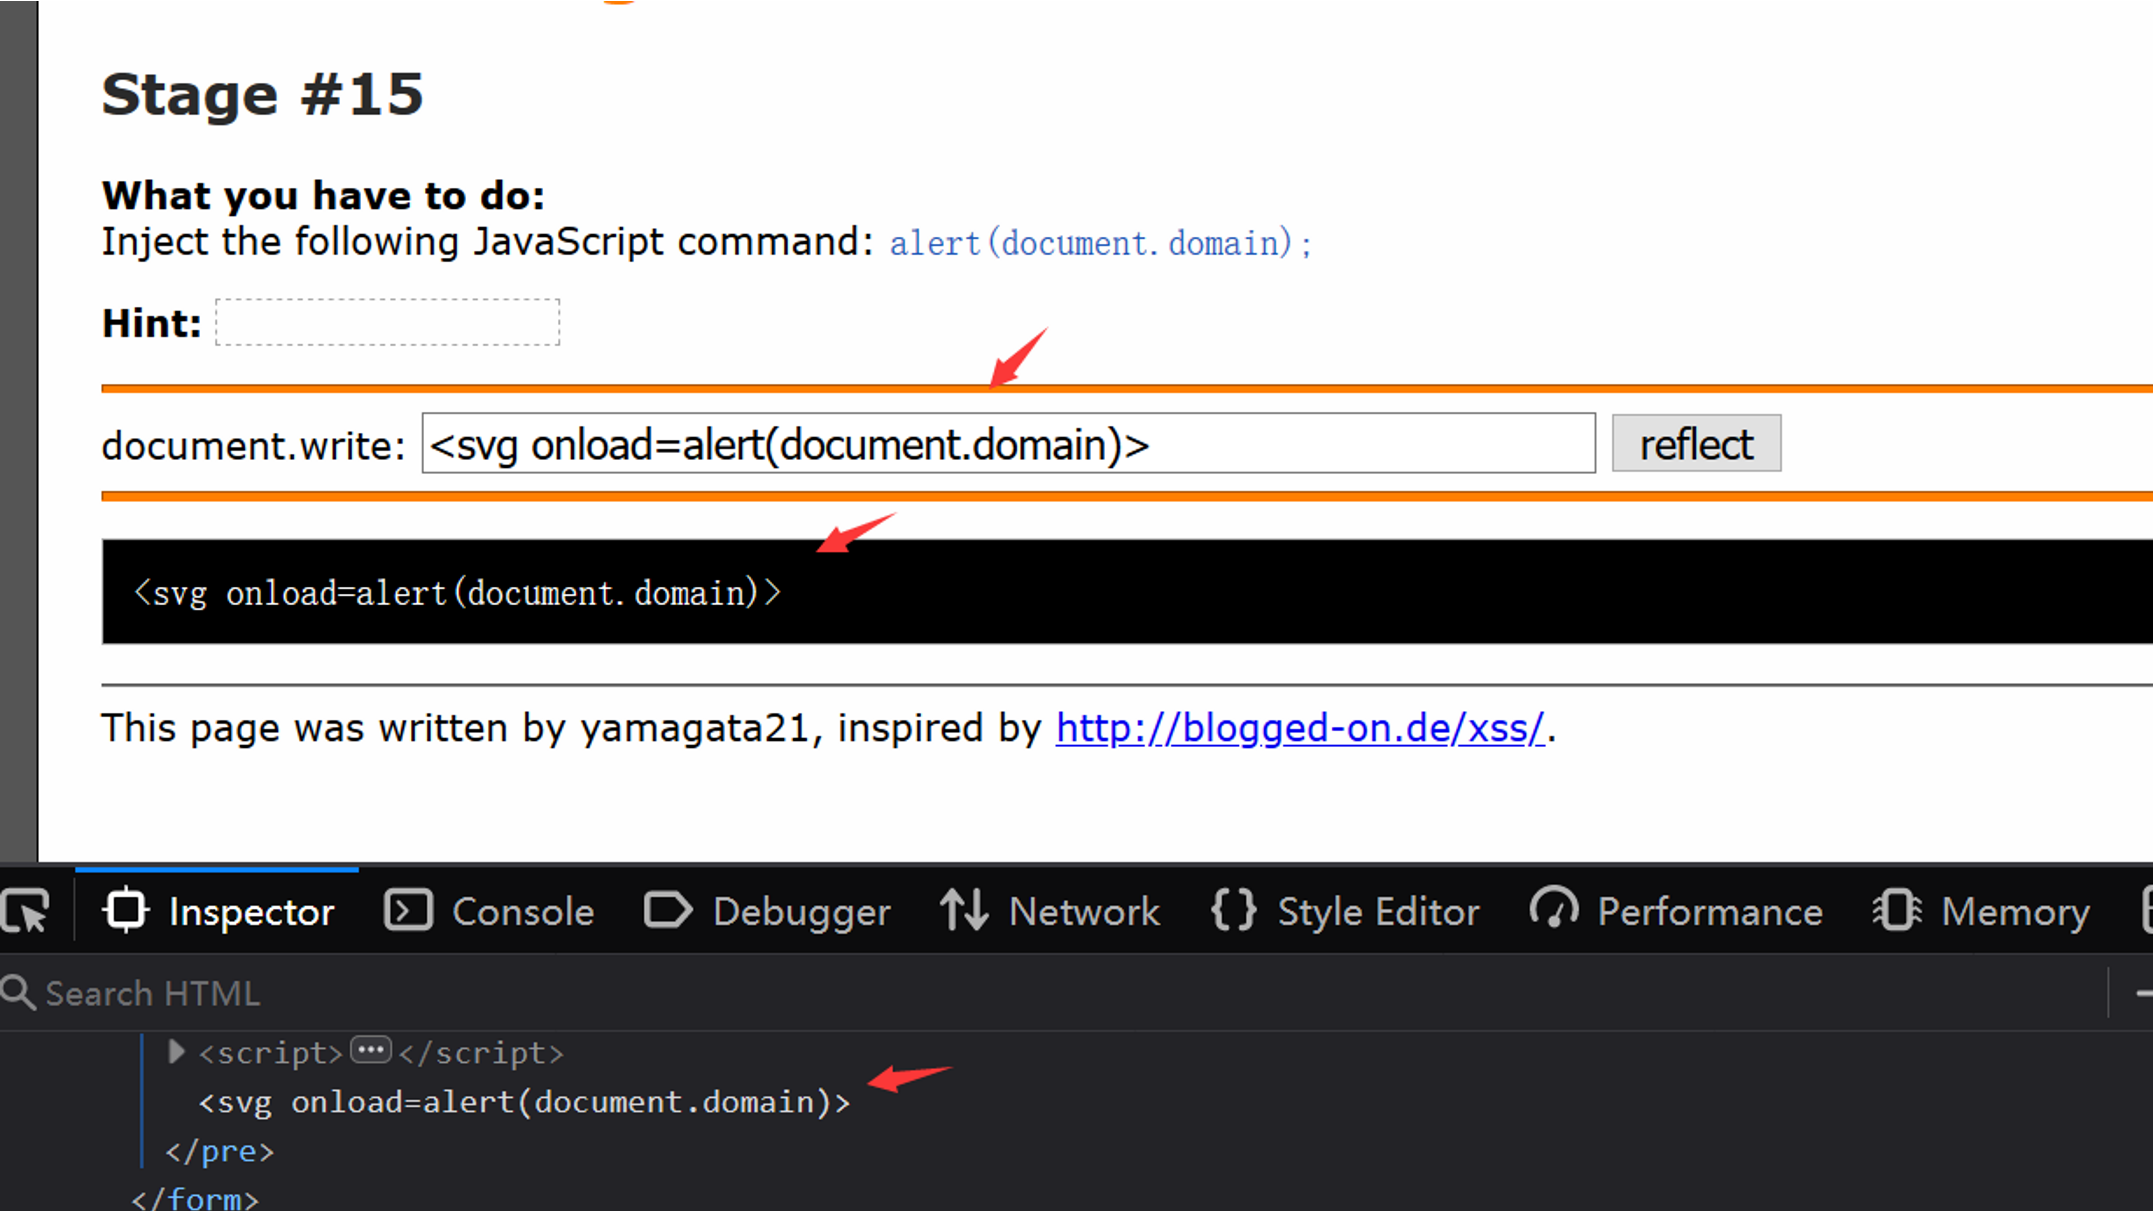 Stage #15
What you have to do:
Inject the following JavaScript command: alert(document.domain);
Hint:
document.write: <svg onload=alert(document.domain)> reflect
<svg onload=alert(document.domain)>
This page was written by yamagata21, inspired by http://blogged-on.de/xss/.
Inspector Console Debugger Network Style Editor Performance Memory
Search HTML
<script>•••</script>
<svg onload=alert(document.domain)>
</pre>
</form>